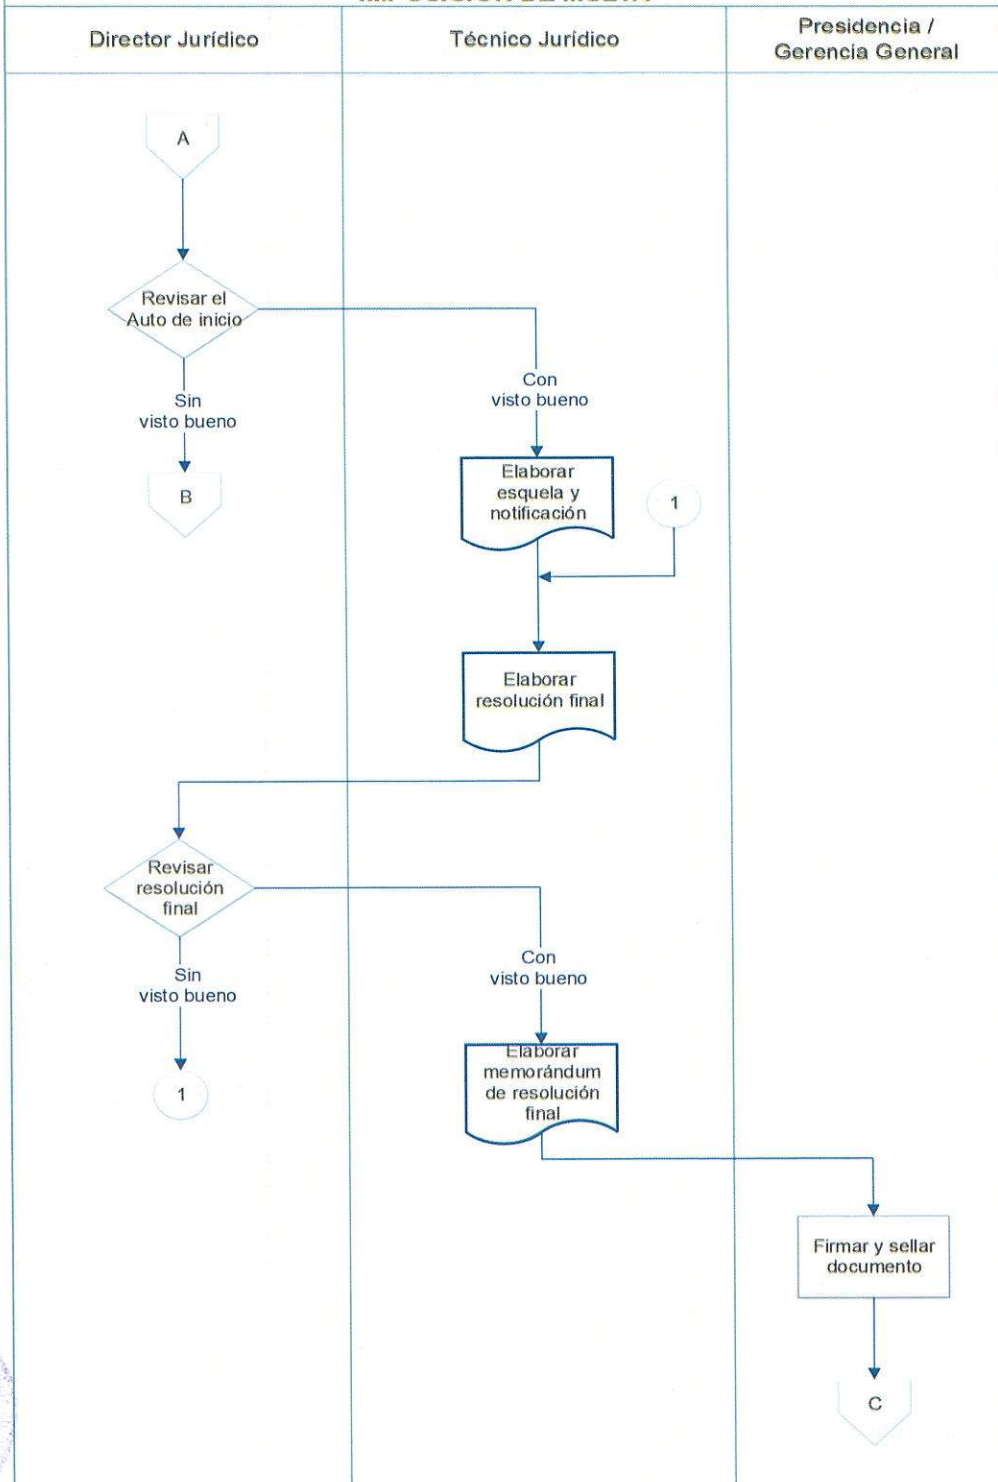 Director Jurídico
Técnico Jurídico
Presidencia /
Gerencia General
A
Revisar el
Auto de inicio
Con
visto bueno
Sin
visto bueno
B
Elaborar
esquela y
notificación
1
Elaborar
resolución final
Revisar
resolución
final
Con
visto bueno
Sin
visto bueno
1
Elaborar
memorándum
de resolución
final
Firmar y sellar
documento
C